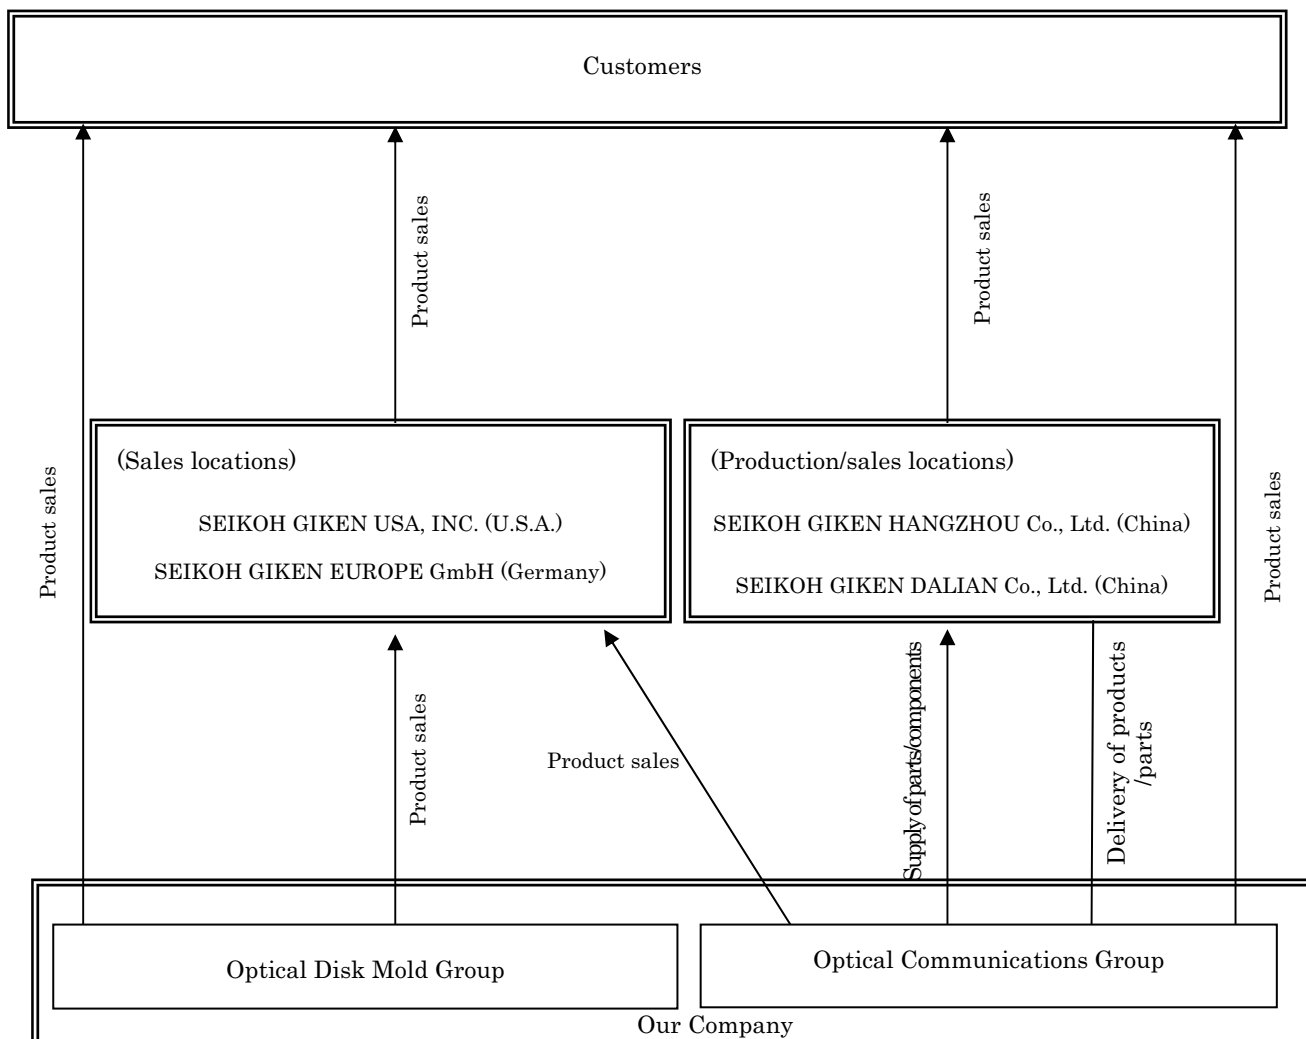 Customers
Product sales
Product sales
Product sales
Product sales
(Sales locations)
SEIKOH GIKEN USA, INC. (U.S.A.)
SEIKOH GIKEN EUROPE GmbH (Germany)
(Production/sales locations)
SEIKOH GIKEN HANGZHOU Co., Ltd. (China)
SEIKOH GIKEN DALIAN Co., Ltd. (China)
Product sales
Product sales
Supply of parts/components
Delivery of products
/parts
Optical Disk Mold Group
Optical Communications Group
Our Company